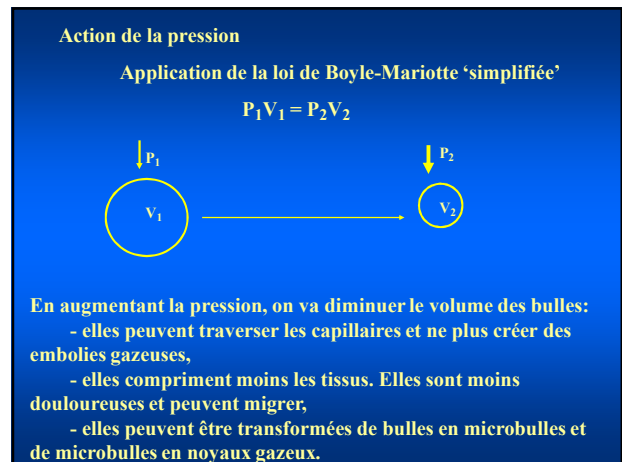 Action de la pression
Application de la loi de Boyle-Mariotte ‘simplifiée’
P₁V₁ = P₂V₂
P₁
P₂
V₁
V₂
En augmentant la pression, on va diminuer le volume des bulles:
- elles peuvent traverser les capillaires et ne plus créer des
embolies gazeuses,
- elles compriment moins les tissus. Elles sont moins
douloureuses et peuvent migrer,
- elles peuvent être transformées de bulles en microbulles et
de microbulles en noyaux gazeux.